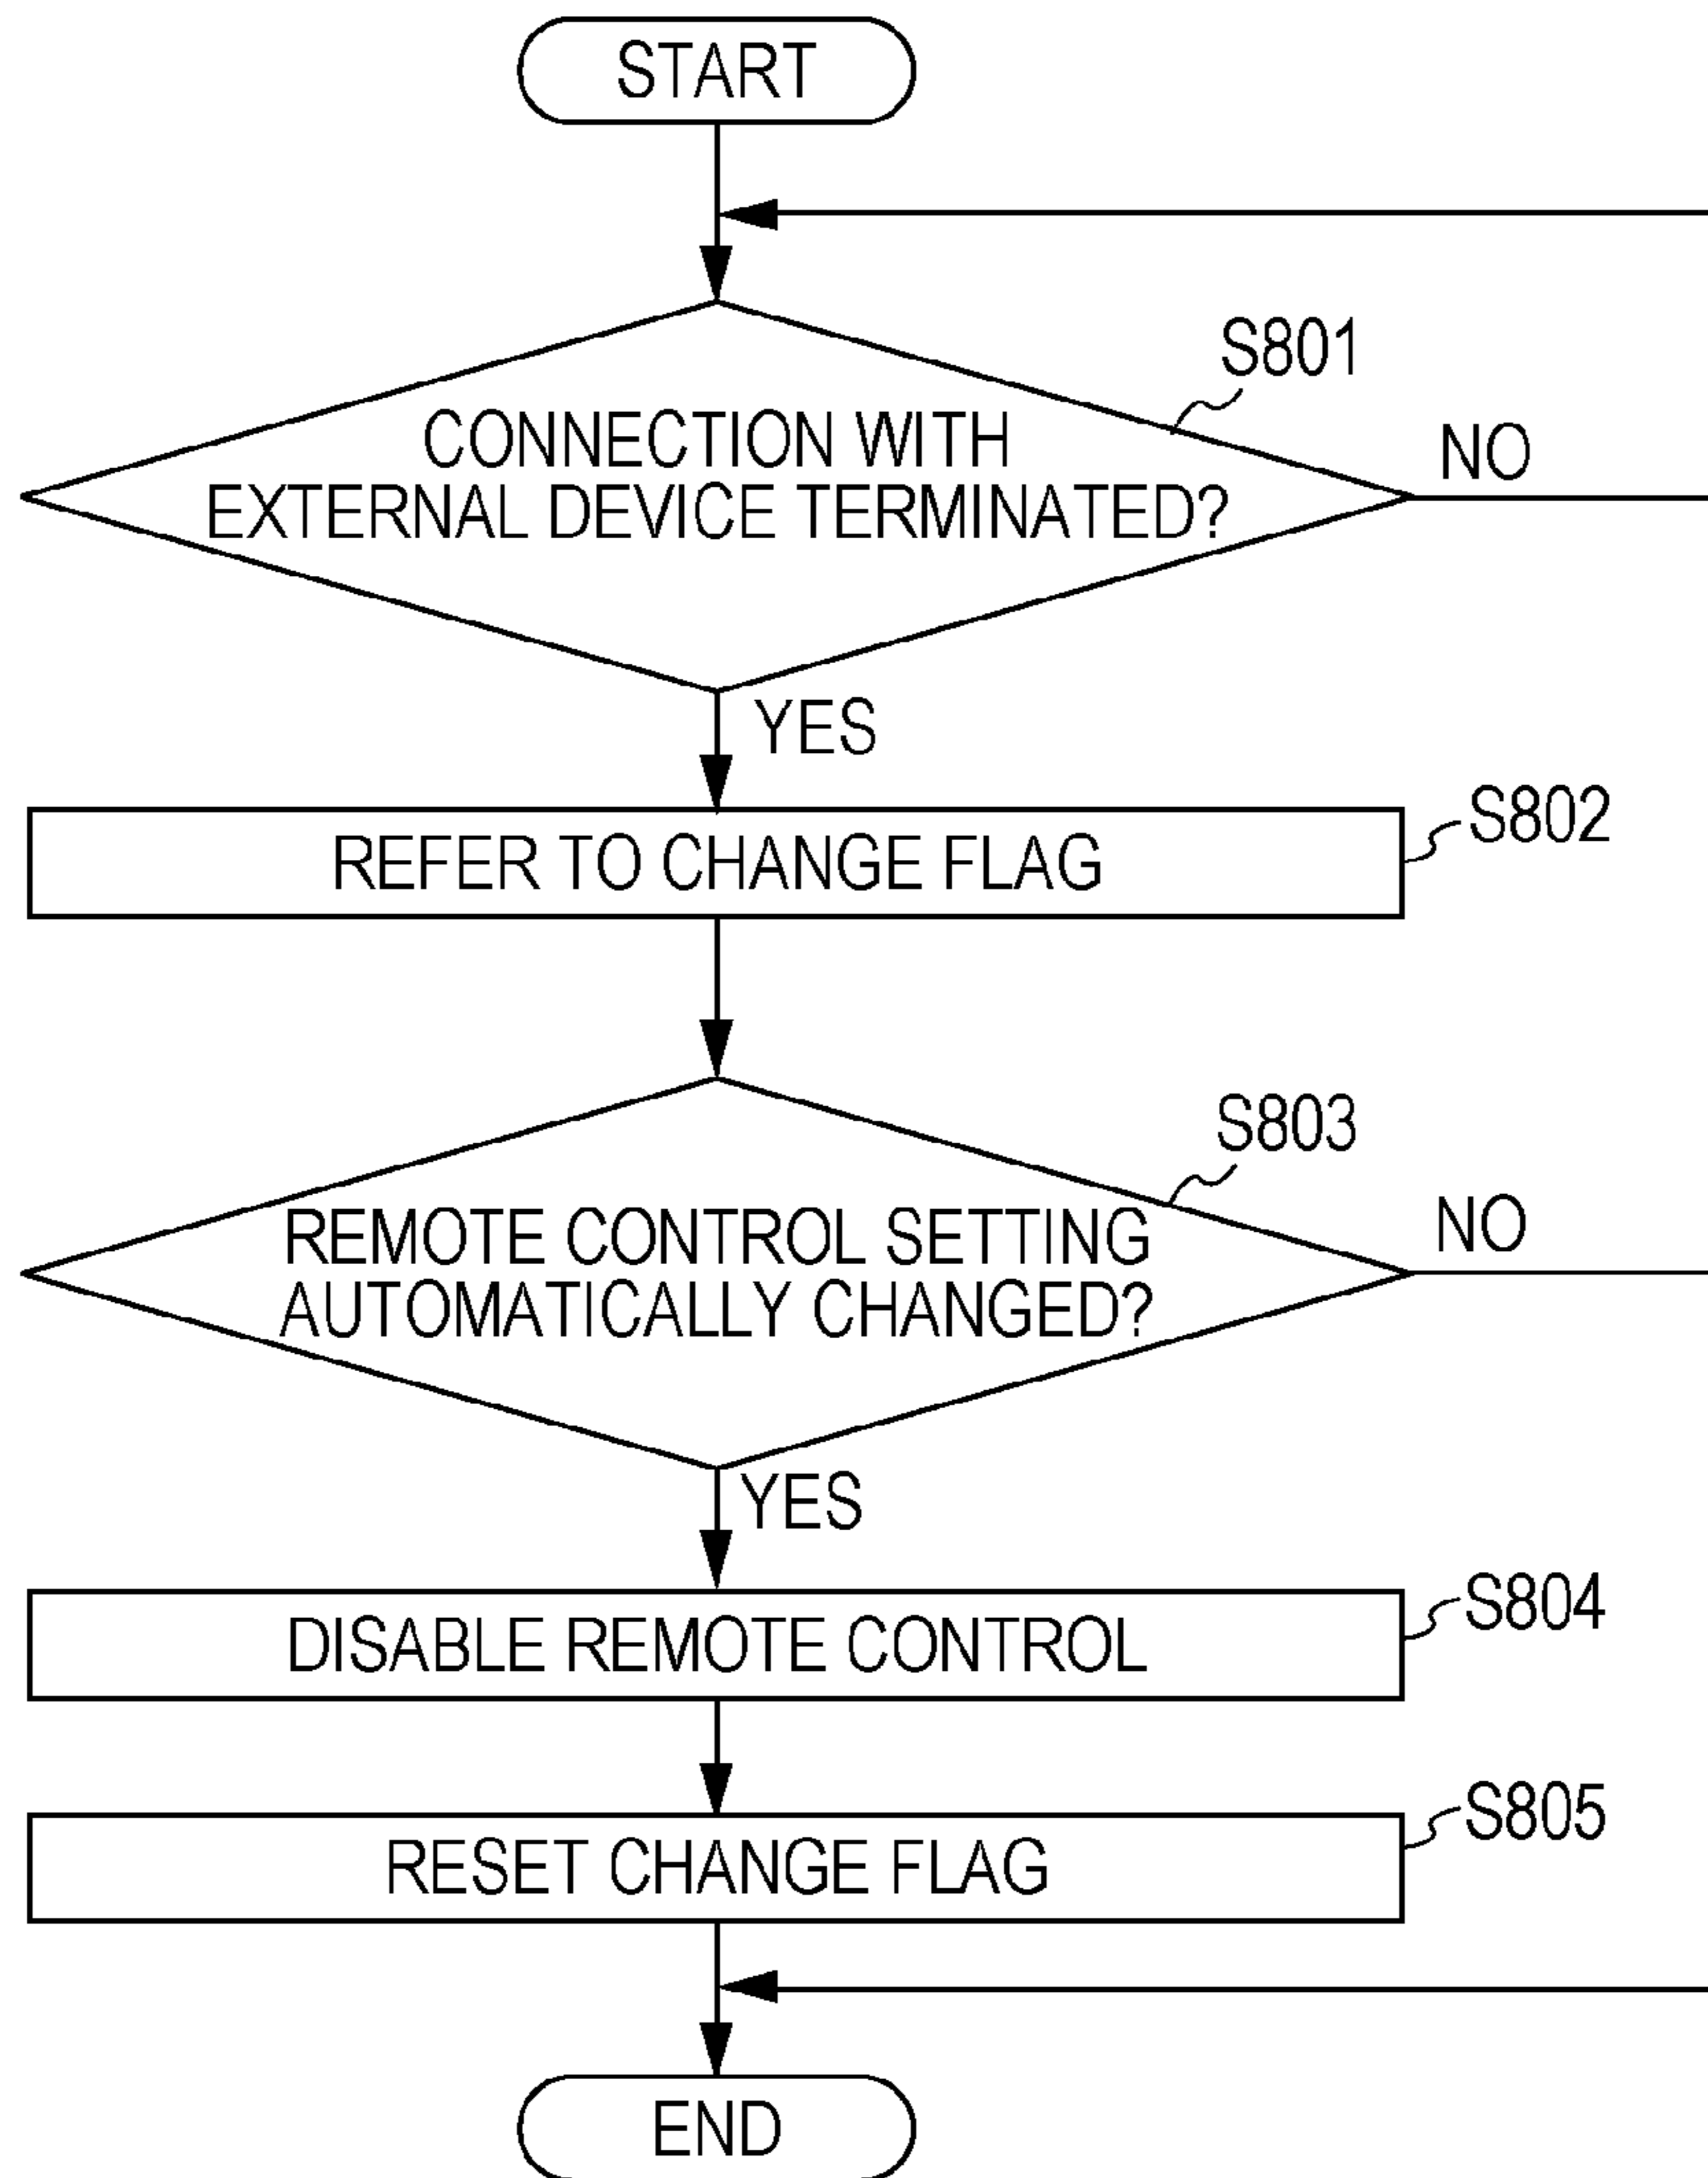 START
S801
CONNECTION WITH
EXTERNAL DEVICE TERMINATED?
NO
YES
REFER TO CHANGE FLAG
S802
S803
REMOTE CONTROL SETTING
AUTOMATICALLY CHANGED?
NO
YES
DISABLE REMOTE CONTROL
S804
RESET CHANGE FLAG
S805
END